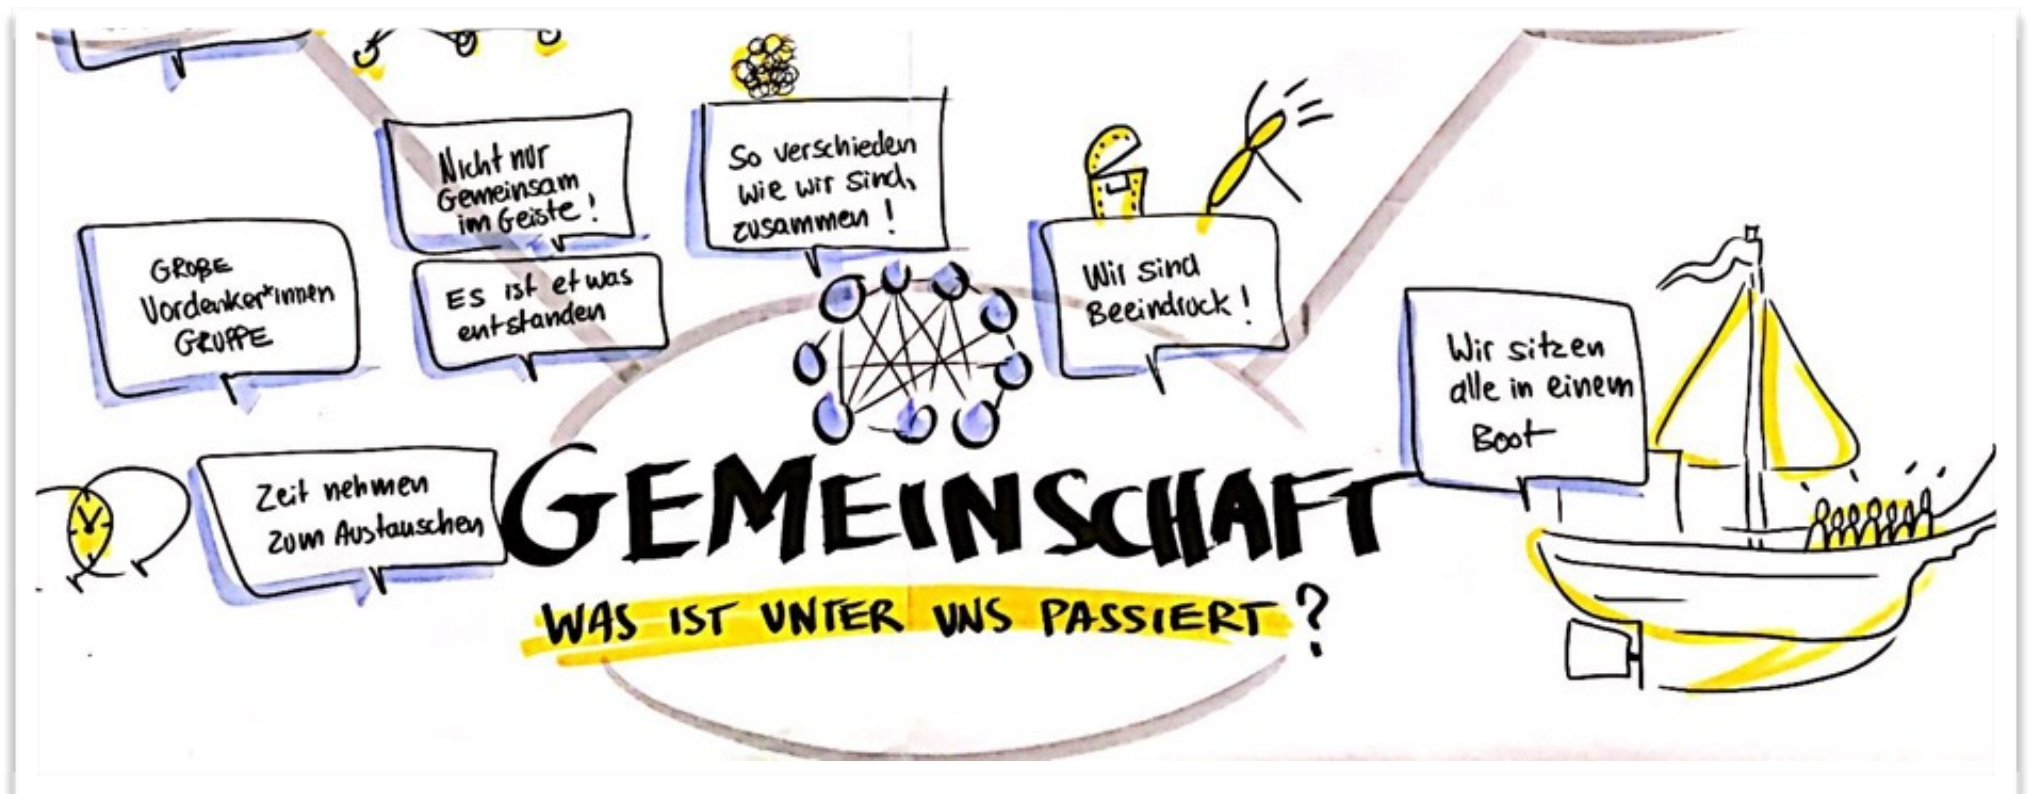 Nicht nur
Gemeinsam
im Geiste!
So verschieden
wie wir sind,
zusammen!
GROßE
Vordenker*innen
GRUPPE
Es ist etwas
entstanden
Wir sind
Beeindruck!
Wir sitzen
alle in einem
Boot
Zeit nehmen
zum Austauschen
GEMEINSCHAFT
WAS IST UNTER UNS PASSIERT?